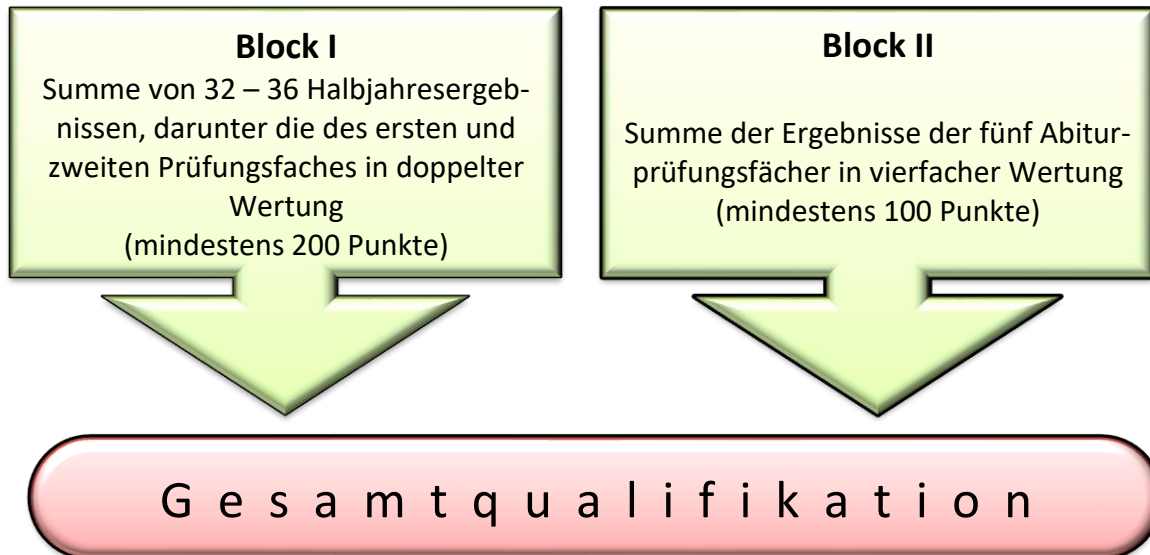 Block I
Summe von 32 – 36 Halbjahresergeb-
nissen, darunter die des ersten und
zweiten Prüfungsfaches in doppelter
Wertung
(mindestens 200 Punkte)
Block II
Summe der Ergebnisse der fünf Abitur-
prüfungsfächer in vierfacher Wertung
(mindestens 100 Punkte)
G e s a m t q u a l i f i k a t i o n